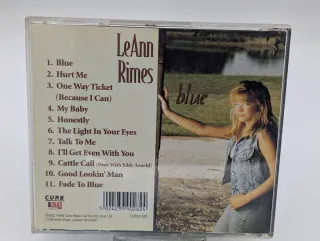 LeAnn
Rimes
blue
1. Blue
2. Hurt Me
3. One Way Ticket
(Because I Can)
4. My Baby
5. Honestly
6. The Light In Your Eyes
7. Talk To Me
8. I'll Get Even With You
9. Cattle Call (Duet With Eddy Arnold)
10. Good Lookin' Man
11. Fade To Blue
CURB